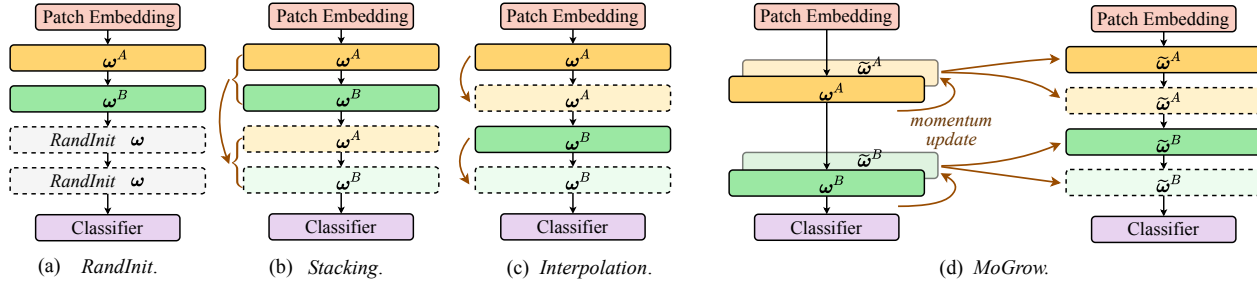 Patch Embedding
ω^A
ω^B
RandInit ω
RandInit ω
Classifier
(a) RandInit.
Patch Embedding
ω^A
ω^B
ω^A
ω^B
Classifier
(b) Stacking.
Patch Embedding
ω^A
ω^A
ω^B
ω^B
Classifier
(c) Interpolation.
Patch Embedding
ω̃^A
ω^A
momentum
update
ω̃^B
ω^B
Classifier
Patch Embedding
ω̃^A
ω̃^A
ω̃^B
ω̃^B
Classifier
(d) MoGrow.